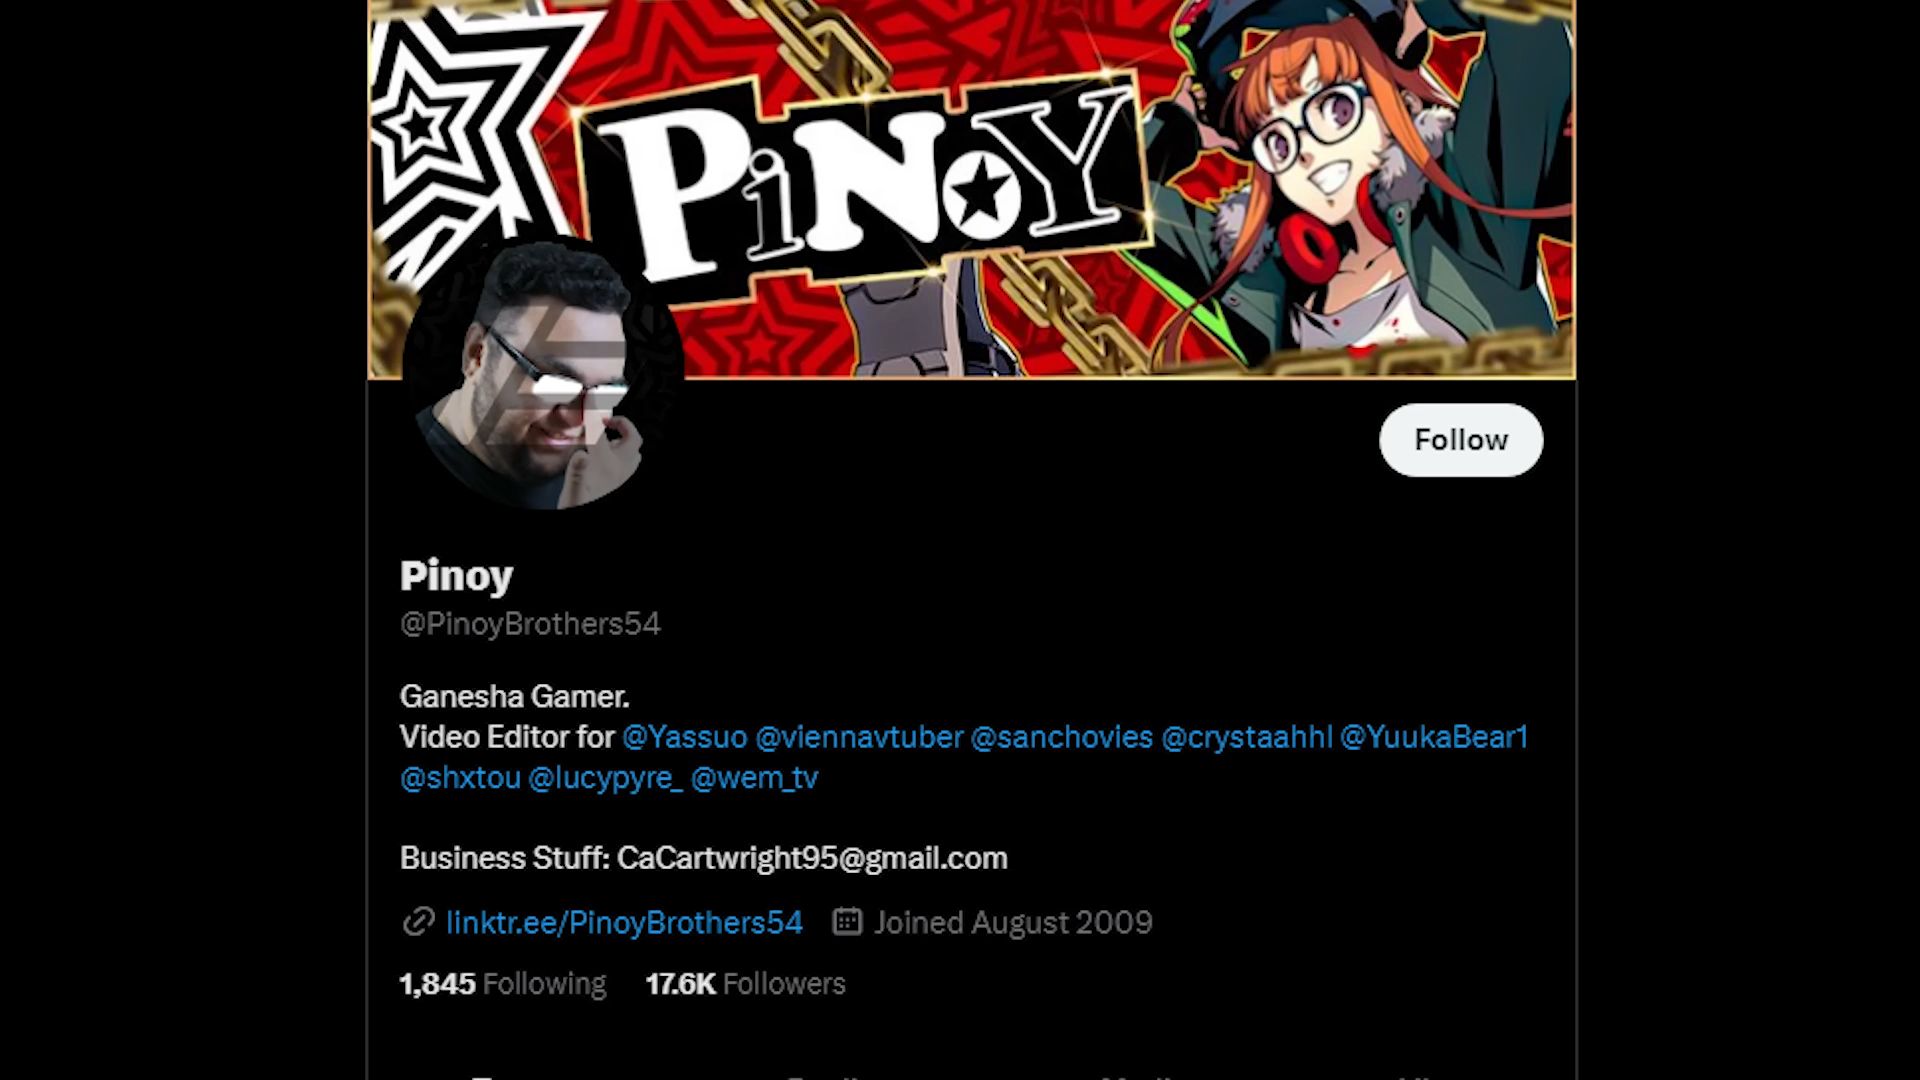 PiNoY
Follow
Pinoy
@PinoyBrothers54
Ganesha Gamer.
Video Editor for @Yassuo @viennavtuber @sanchovies @crystaahhl @YuukaBear1
@shxtou @lucypyre_ @wem_tv
Business Stuff: CaCartwright95@gmail.com
linktr.ee/PinoyBrothers54 Joined August 2009
1,845 Following 17.6K Followers